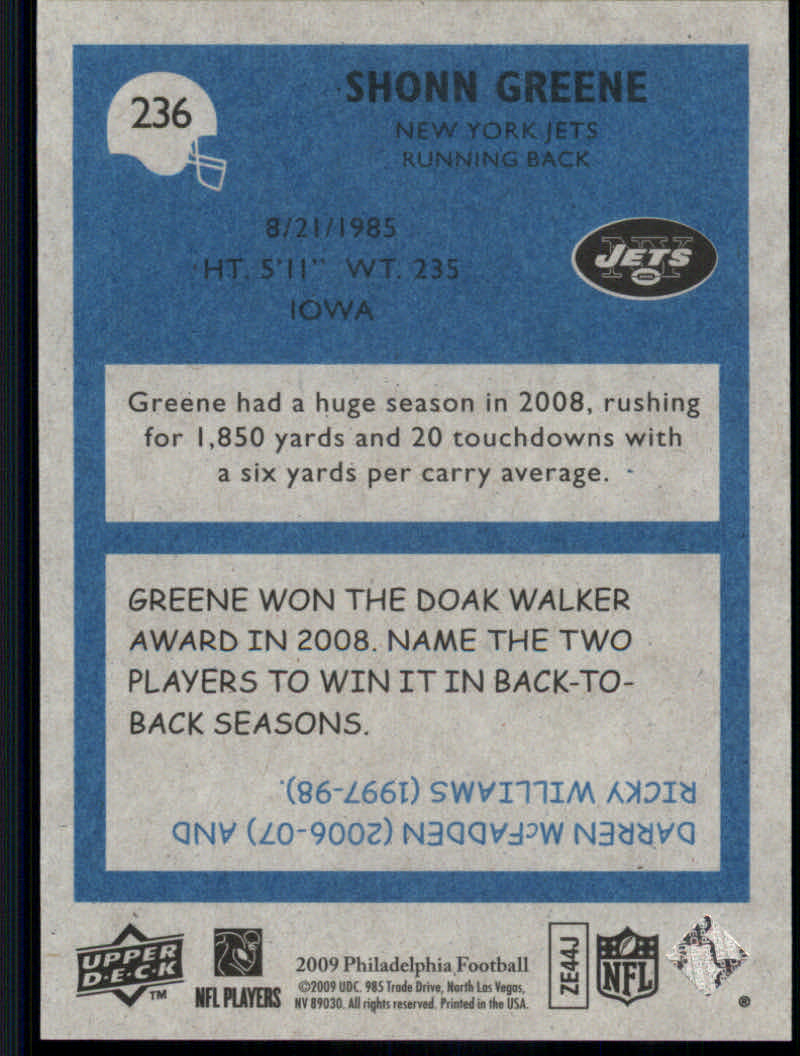 236
SHONN GREENE
NEW YORK JETS
RUNNING BACK
8/21/1985
HT. 5'11" WT. 235
IOWA
NY
JETS
Greene had a huge season in 2008, rushing
for 1,850 yards and 20 touchdowns with
a six yards per carry average.
GREENE WON THE DOAK WALKER
AWARD IN 2008. NAME THE TWO
PLAYERS TO WIN IT IN BACK-TO-
BACK SEASONS.
DARREN McFADDEN (2006-07) AND
RICKY WILLIAMS (1997-98).
UPPER
D·E·C·K
TM
NFL PLAYERS
2009 Philadelphia Football
©2009 UDC. 985 Trade Drive, North Las Vegas,
NV 89030. All rights reserved. Printed in the USA.
ZE44J
NFL
®